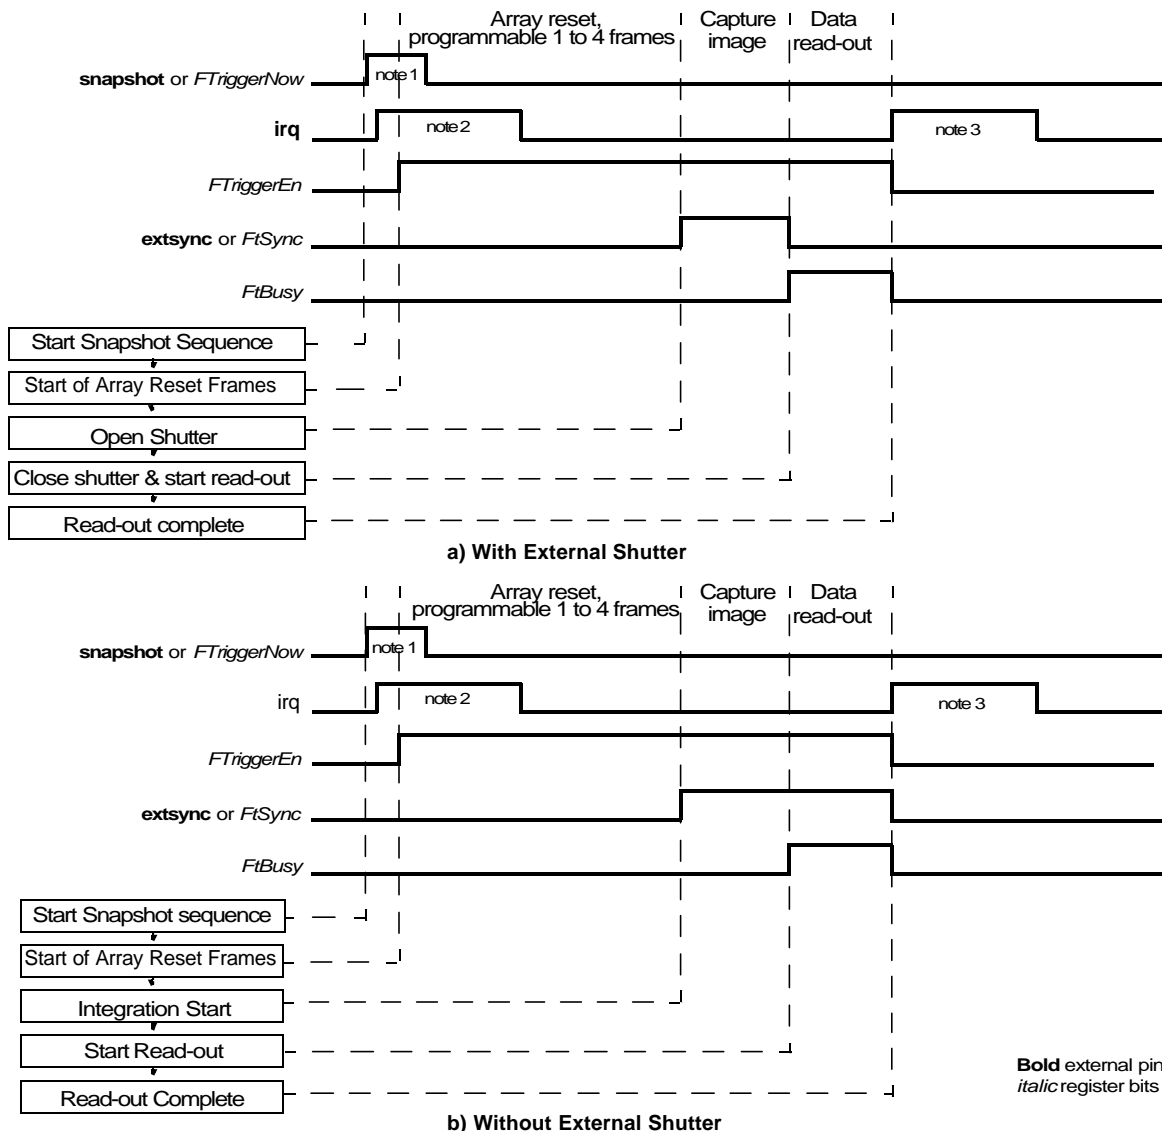 Array reset,
programmable 1 to 4 frames
Capture
image
Data
read-out
snapshot or FTriggerNow
note 1
irq
note 2
note 3
FTriggerEn
extsync or FtSync
FtBusy
Start Snapshot Sequence
Start of Array Reset Frames
Open Shutter
Close shutter & start read-out
Read-out complete
a) With External Shutter
Array reset,
programmable 1 to 4 frames
Capture
image
Data
read-out
snapshot or FTriggerNow
note 1
irq
note 2
note 3
FTriggerEn
extsync or FtSync
FtBusy
Start Snapshot sequence
Start of Array Reset Frames
Integration Start
Start Read-out
Read-out Complete
Bold external pin
italic register bits
b) Without External Shutter